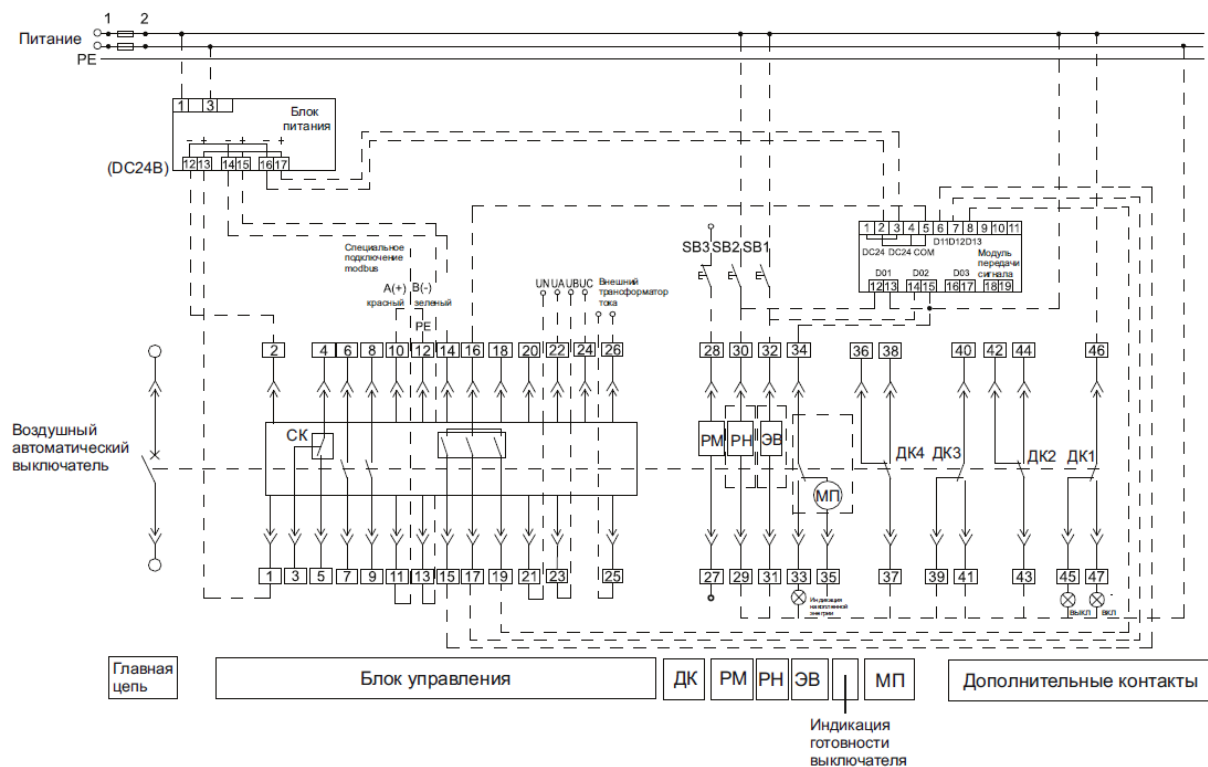 1 2
Питание
PE
1 3
Блок
питания
- + - + - +
12 13 14 15 16 17
(DC24В)
1 2 3 4 5 6 7 8 9 10 11
D11D12D13
DC24 DC24 COM
Модуль
передачи
сигнала
D01 D02 D03
12 13 14 15 16 17 18 19
SB3 SB2 SB1
Специальное
подключение
modbus
A(+) B(-)
красный зеленый
PE
UN UA UB UC
Внешний
трансформатор
тока
2 4 6 8 10 12 14 16 18 20 22 24 26 28 30 32 34 36 38 40 42 44 46
Воздушный
автоматический
выключатель
СК
РМ РН ЭВ
МП
ДК4 ДК3 ДК2 ДК1
1 3 5 7 9 11 13 15 17 19 21 23 25 27 29 31 33 35 37 39 41 43 45 47
Индикация
накопленной
энегрии
выкл вкл
Главная
цепь
Блок управления
ДК РМ РН ЭВ МП
Дополнительные контакты
Индикация
готовности
выключателя